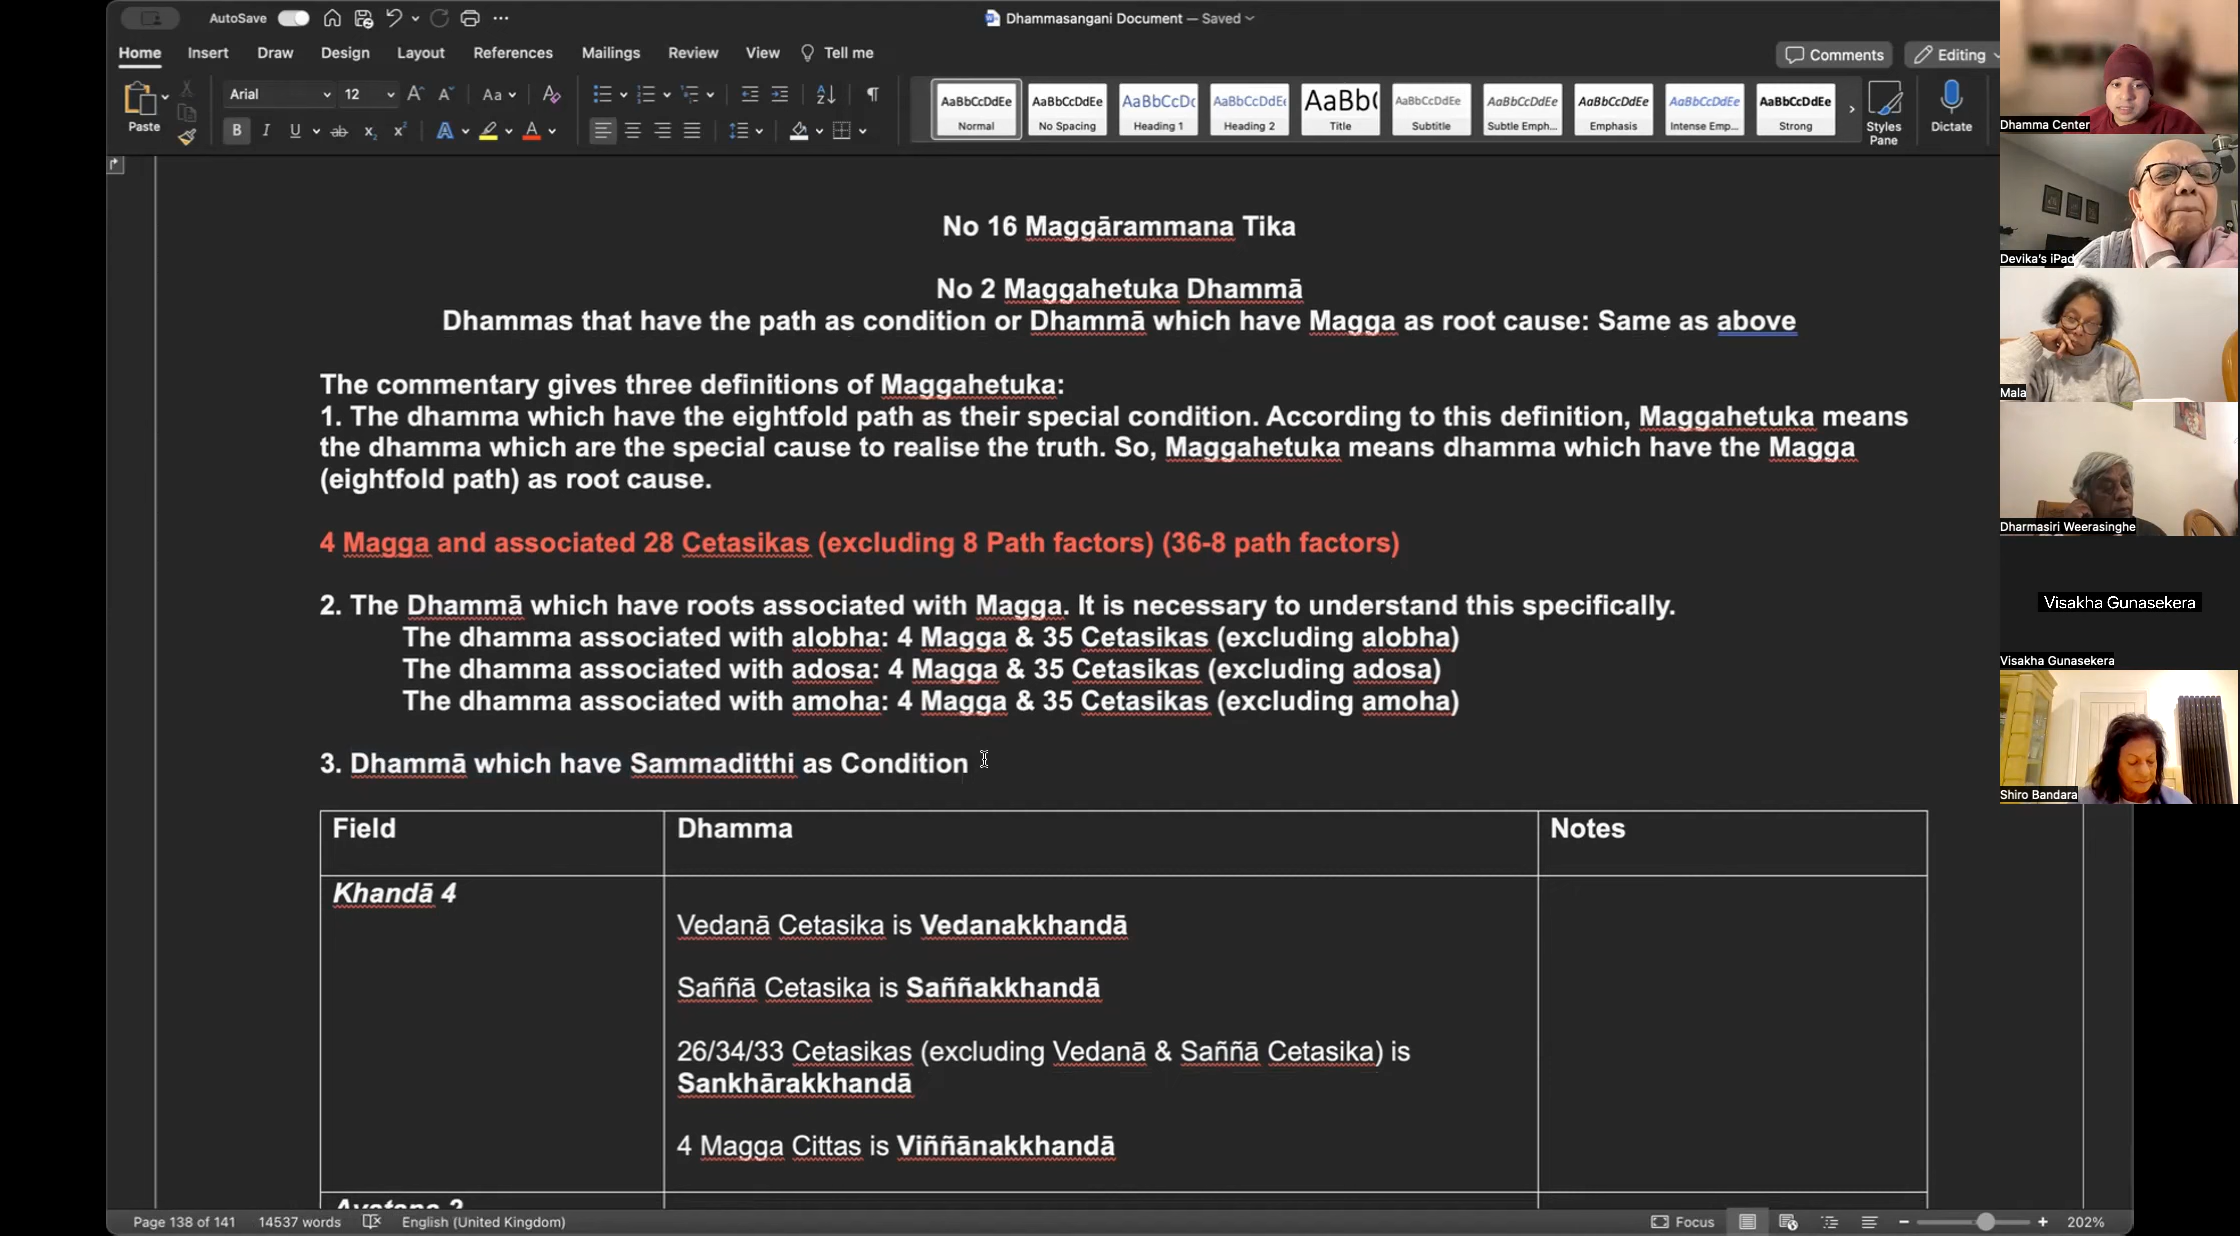 AutoSave
Dhammasangani Document — Saved
Home Insert Draw Design Layout References Mailings Review View Tell me
Comments Editing
Paste
Arial 12
AaBbCcDdEe Normal
AaBbCcDdEe No Spacing
AaBbCcDc Heading 1
AaBbCcDdEe Heading 2
AaBb( Title
AaBbCcDdEe Subtitle
AaBbCcDdEe Subtle Emph...
AaBbCcDdEe Emphasis
AaBbCcDdEe Intense Emp...
AaBbCcDdEe Strong
Styles Pane
Dictate
No 16 Maggārammana Tika
No 2 Maggahetuka Dhammā
Dhammas that have the path as condition or Dhammā which have Magga as root cause: Same as above
The commentary gives three definitions of Maggahetuka:
1. The dhamma which have the eightfold path as their special condition. According to this definition, Maggahetuka means
the dhamma which are the special cause to realise the truth. So, Maggahetuka means dhamma which have the Magga
(eightfold path) as root cause.
4 Magga and associated 28 Cetasikas (excluding 8 Path factors) (36-8 path factors)
2. The Dhammā which have roots associated with Magga. It is necessary to understand this specifically.
The dhamma associated with alobha: 4 Magga & 35 Cetasikas (excluding alobha)
The dhamma associated with adosa: 4 Magga & 35 Cetasikas (excluding adosa)
The dhamma associated with amoha: 4 Magga & 35 Cetasikas (excluding amoha)
3. Dhammā which have Sammaditthi as Condition
Field Dhamma Notes
Khandā 4
Vedanā Cetasika is Vedanakkhandā
Saññā Cetasika is Saññakkhandā
26/34/33 Cetasikas (excluding Vedanā & Saññā Cetasika) is
Sankhārakkhandā
4 Magga Cittas is Viññānakkhandā
Page 138 of 141 14537 words English (United Kingdom)
Focus 202%
Dhamma Center
Devika's iPad
Mala
Dharmasiri Weerasinghe
Visakha Gunasekera
Visakha Gunasekera
Shiro Bandara